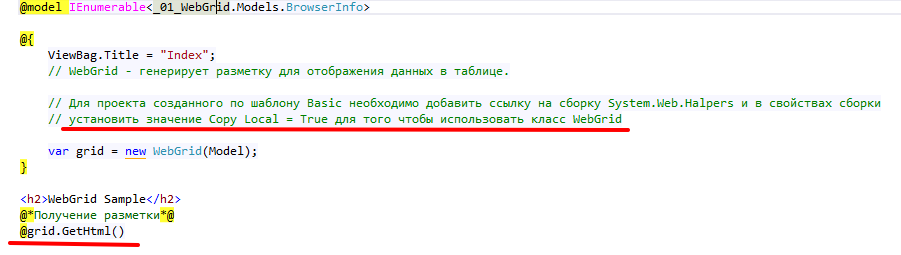 @model IEnumerable<_01_WebGrid.Models.BrowserInfo>
@{
ViewBag.Title = "Index";
// WebGrid - генерирует разметку для отображения данных в таблице.
// Для проекта созданного по шаблону Basic необходимо добавить ссылку на сборку System.Web.Halpers и в свойствах сборки
// установить значение Copy Local = True для того чтобы использовать класс WebGrid
var grid = new WebGrid(Model);
}
<h2>WebGrid Sample</h2>
@*Получение разметки*@
@grid.GetHtml()